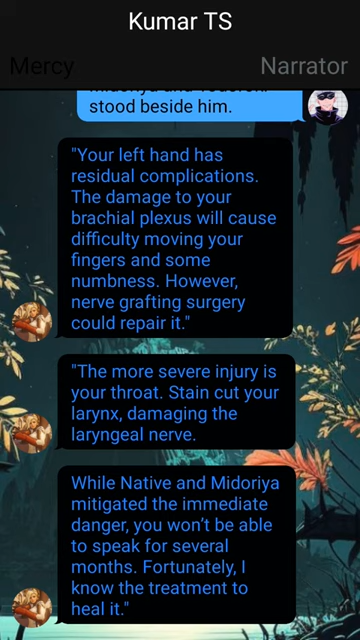 Kumar TS
Mercy
Narrator
stood beside him.
"Your left hand has
residual complications.
The damage to your
brachial plexus will cause
difficulty moving your
fingers and some
numbness. However,
nerve grafting surgery
could repair it."
"The more severe injury is
your throat. Stain cut your
larynx, damaging the
laryngeal nerve.
While Native and Midoriya
mitigated the immediate
danger, you won't be able
to speak for several
months. Fortunately, I
know the treatment to
heal it."